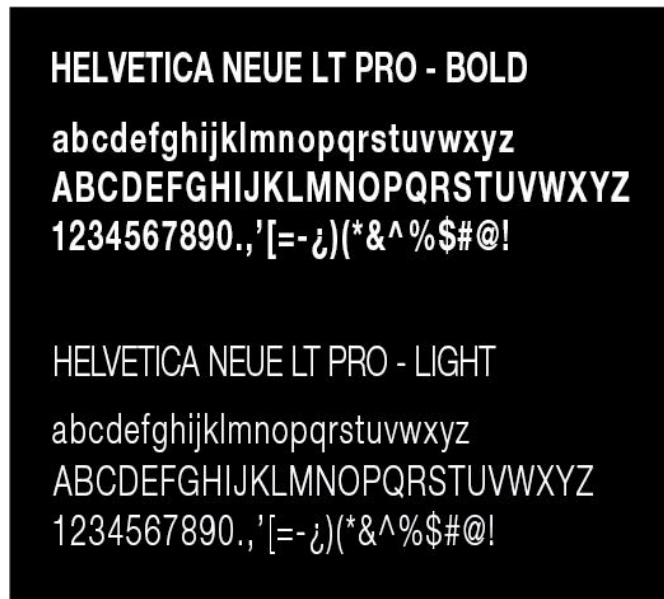 HELVETICA NEUE LT PRO - BOLD
abcdefghijklmnopqrstuvwxyz
ABCDEFGHIJKLMNOPQRSTUVWXYZ
1234567890.,’[=-¿)(*&^%$#@!
HELVETICA NEUE LT PRO - LIGHT
abcdefghijklmnopqrstuvwxyz
ABCDEFGHIJKLMNOPQRSTUVWXYZ
1234567890.,’[=-¿)(*&^%$#@!